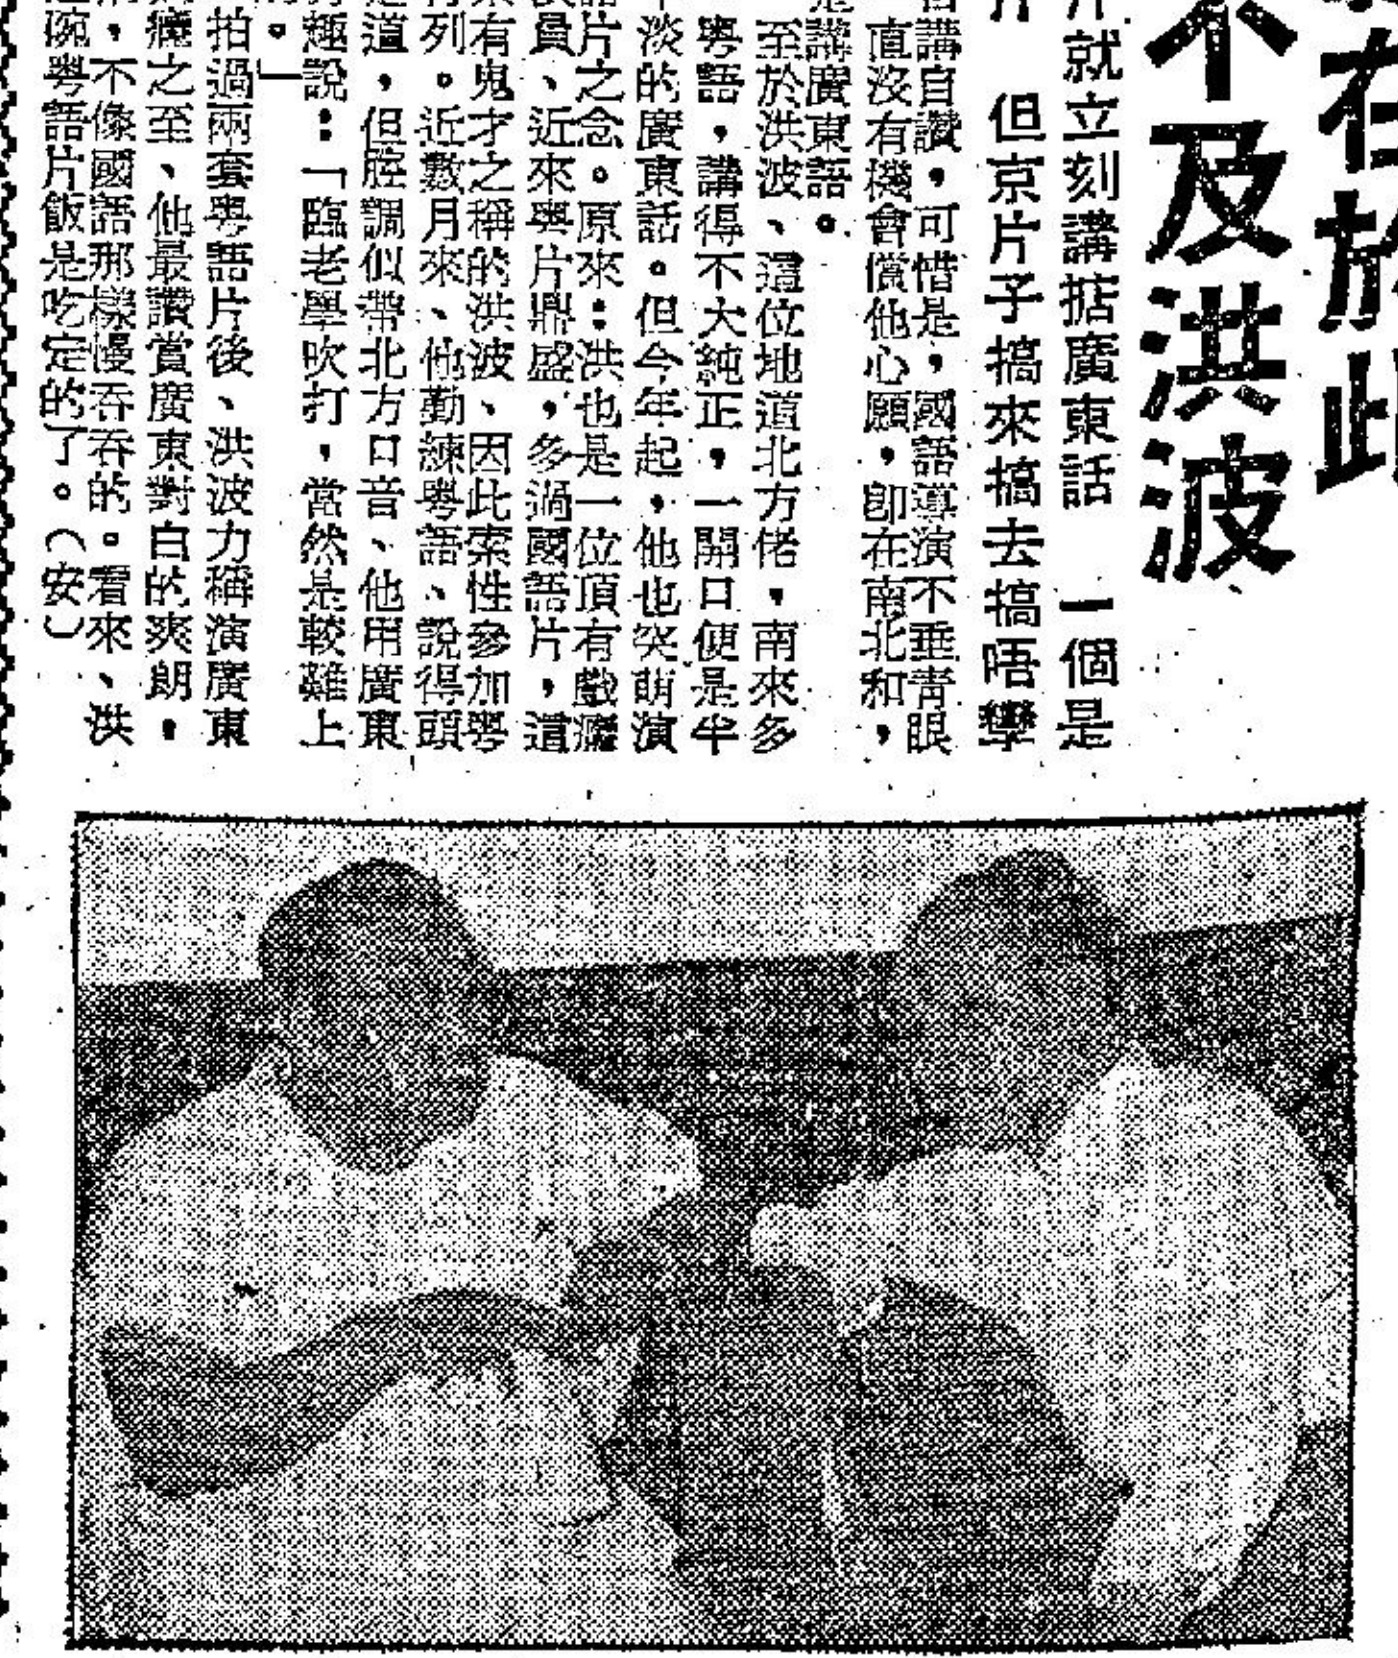 在於此
不及洪波
就立刻講掂廣東話　一個是
但京片子搞來搞去搞唔攣
講自讚，可惜是，國語導演不垂青眼
直沒有機會償他心願，卽在南北和，
講廣東語。
至於洪波、這位地道北方佬，南來多
粵語，講得不大純正，一開口便是半
淡的廣東話。但今年起，他也突萌演
片之念。原來：洪也是一位頂有戲癮
員、近來粵片鼎盛，多過國語片，這
有鬼才之稱的洪波、因此索性參加粵
列。近數月來、他勤練粵語、說得頭
道，但腔調似帶北方口音、他用廣東
趣說：「臨老學吹打，當然是較難上
。」
拍過兩套粵語片後、洪波力稱演廣東
癮之至、他最讚賞廣東對白的爽朗，
，不像國語那樣慢吞吞的。看來、洪
碗粵語片飯是吃定的了。（安）